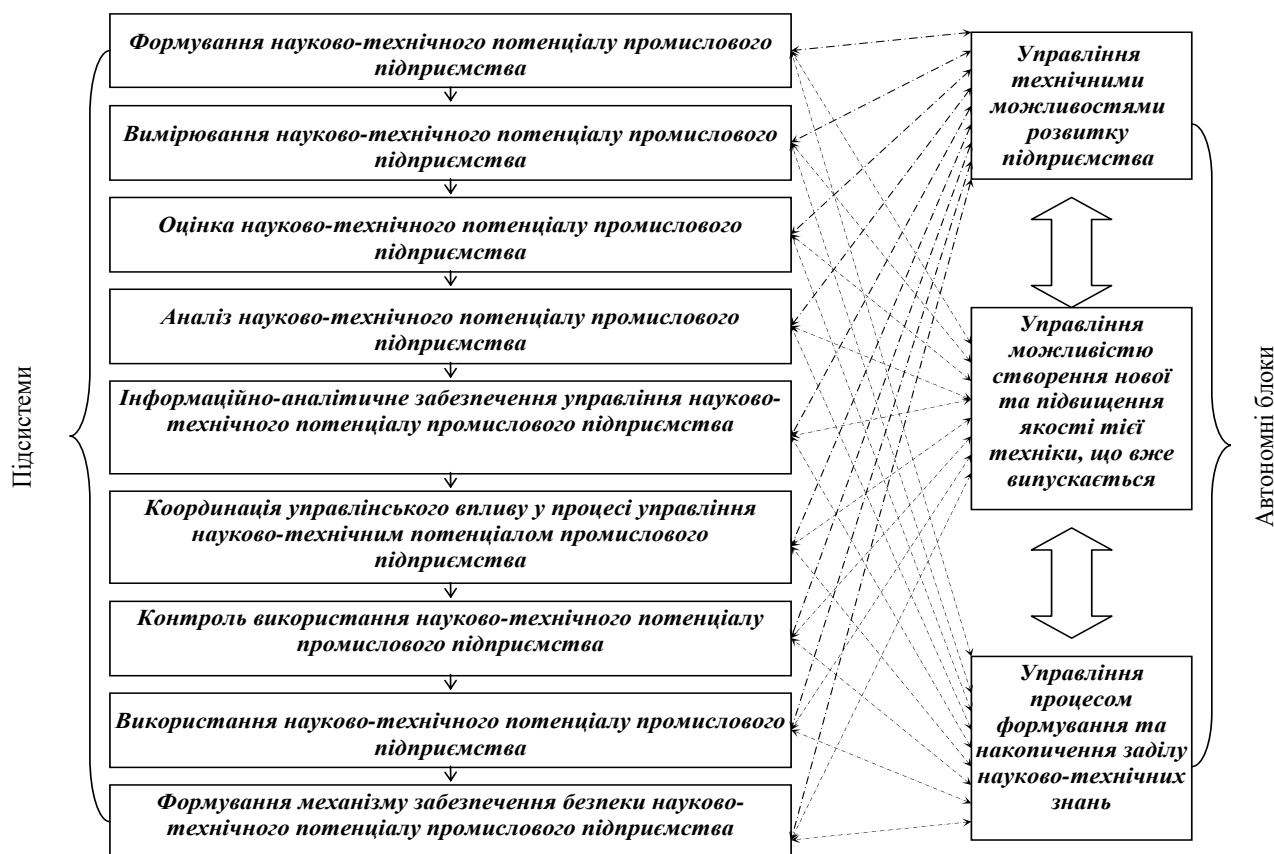 Підсистеми
Формування науково-технічного потенціалу промислового
підприємства
Вимірювання науково-технічного потенціалу промислового
підприємства
Оцінка науково-технічного потенціалу промислового
підприємства
Аналіз науково-технічного потенціалу промислового
підприємства
Інформаційно-аналітичне забезпечення управління науково-
технічного потенціалу промислового підприємства
Координація управлінського впливу у процесі управління
науково-технічним потенціалом промислового
підприємства
Контроль використання науково-технічного потенціалу
промислового підприємства
Використання науково-технічного потенціалу промислового
підприємства
Формування механізму забезпечення безпеки науково-
технічного потенціалу промислового підприємства
Управління
технічними
можливостями
розвитку
підприємства
Управління
можливістю
створення нової
та підвищення
якості тієї
техніки, що вже
випускається
Управління
процесом
формування та
накопичення заділу
науково-технічних
знань
Автономні блоки